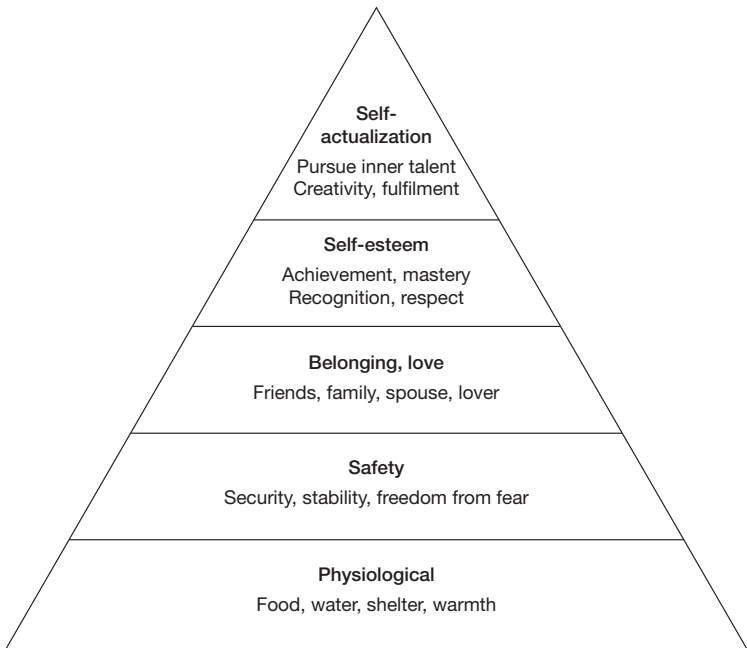 Self-
actualization
Pursue inner talent
Creativity, fulfilment
Self-esteem
Achievement, mastery
Recognition, respect
Belonging, love
Friends, family, spouse, lover
Safety
Security, stability, freedom from fear
Physiological
Food, water, shelter, warmth